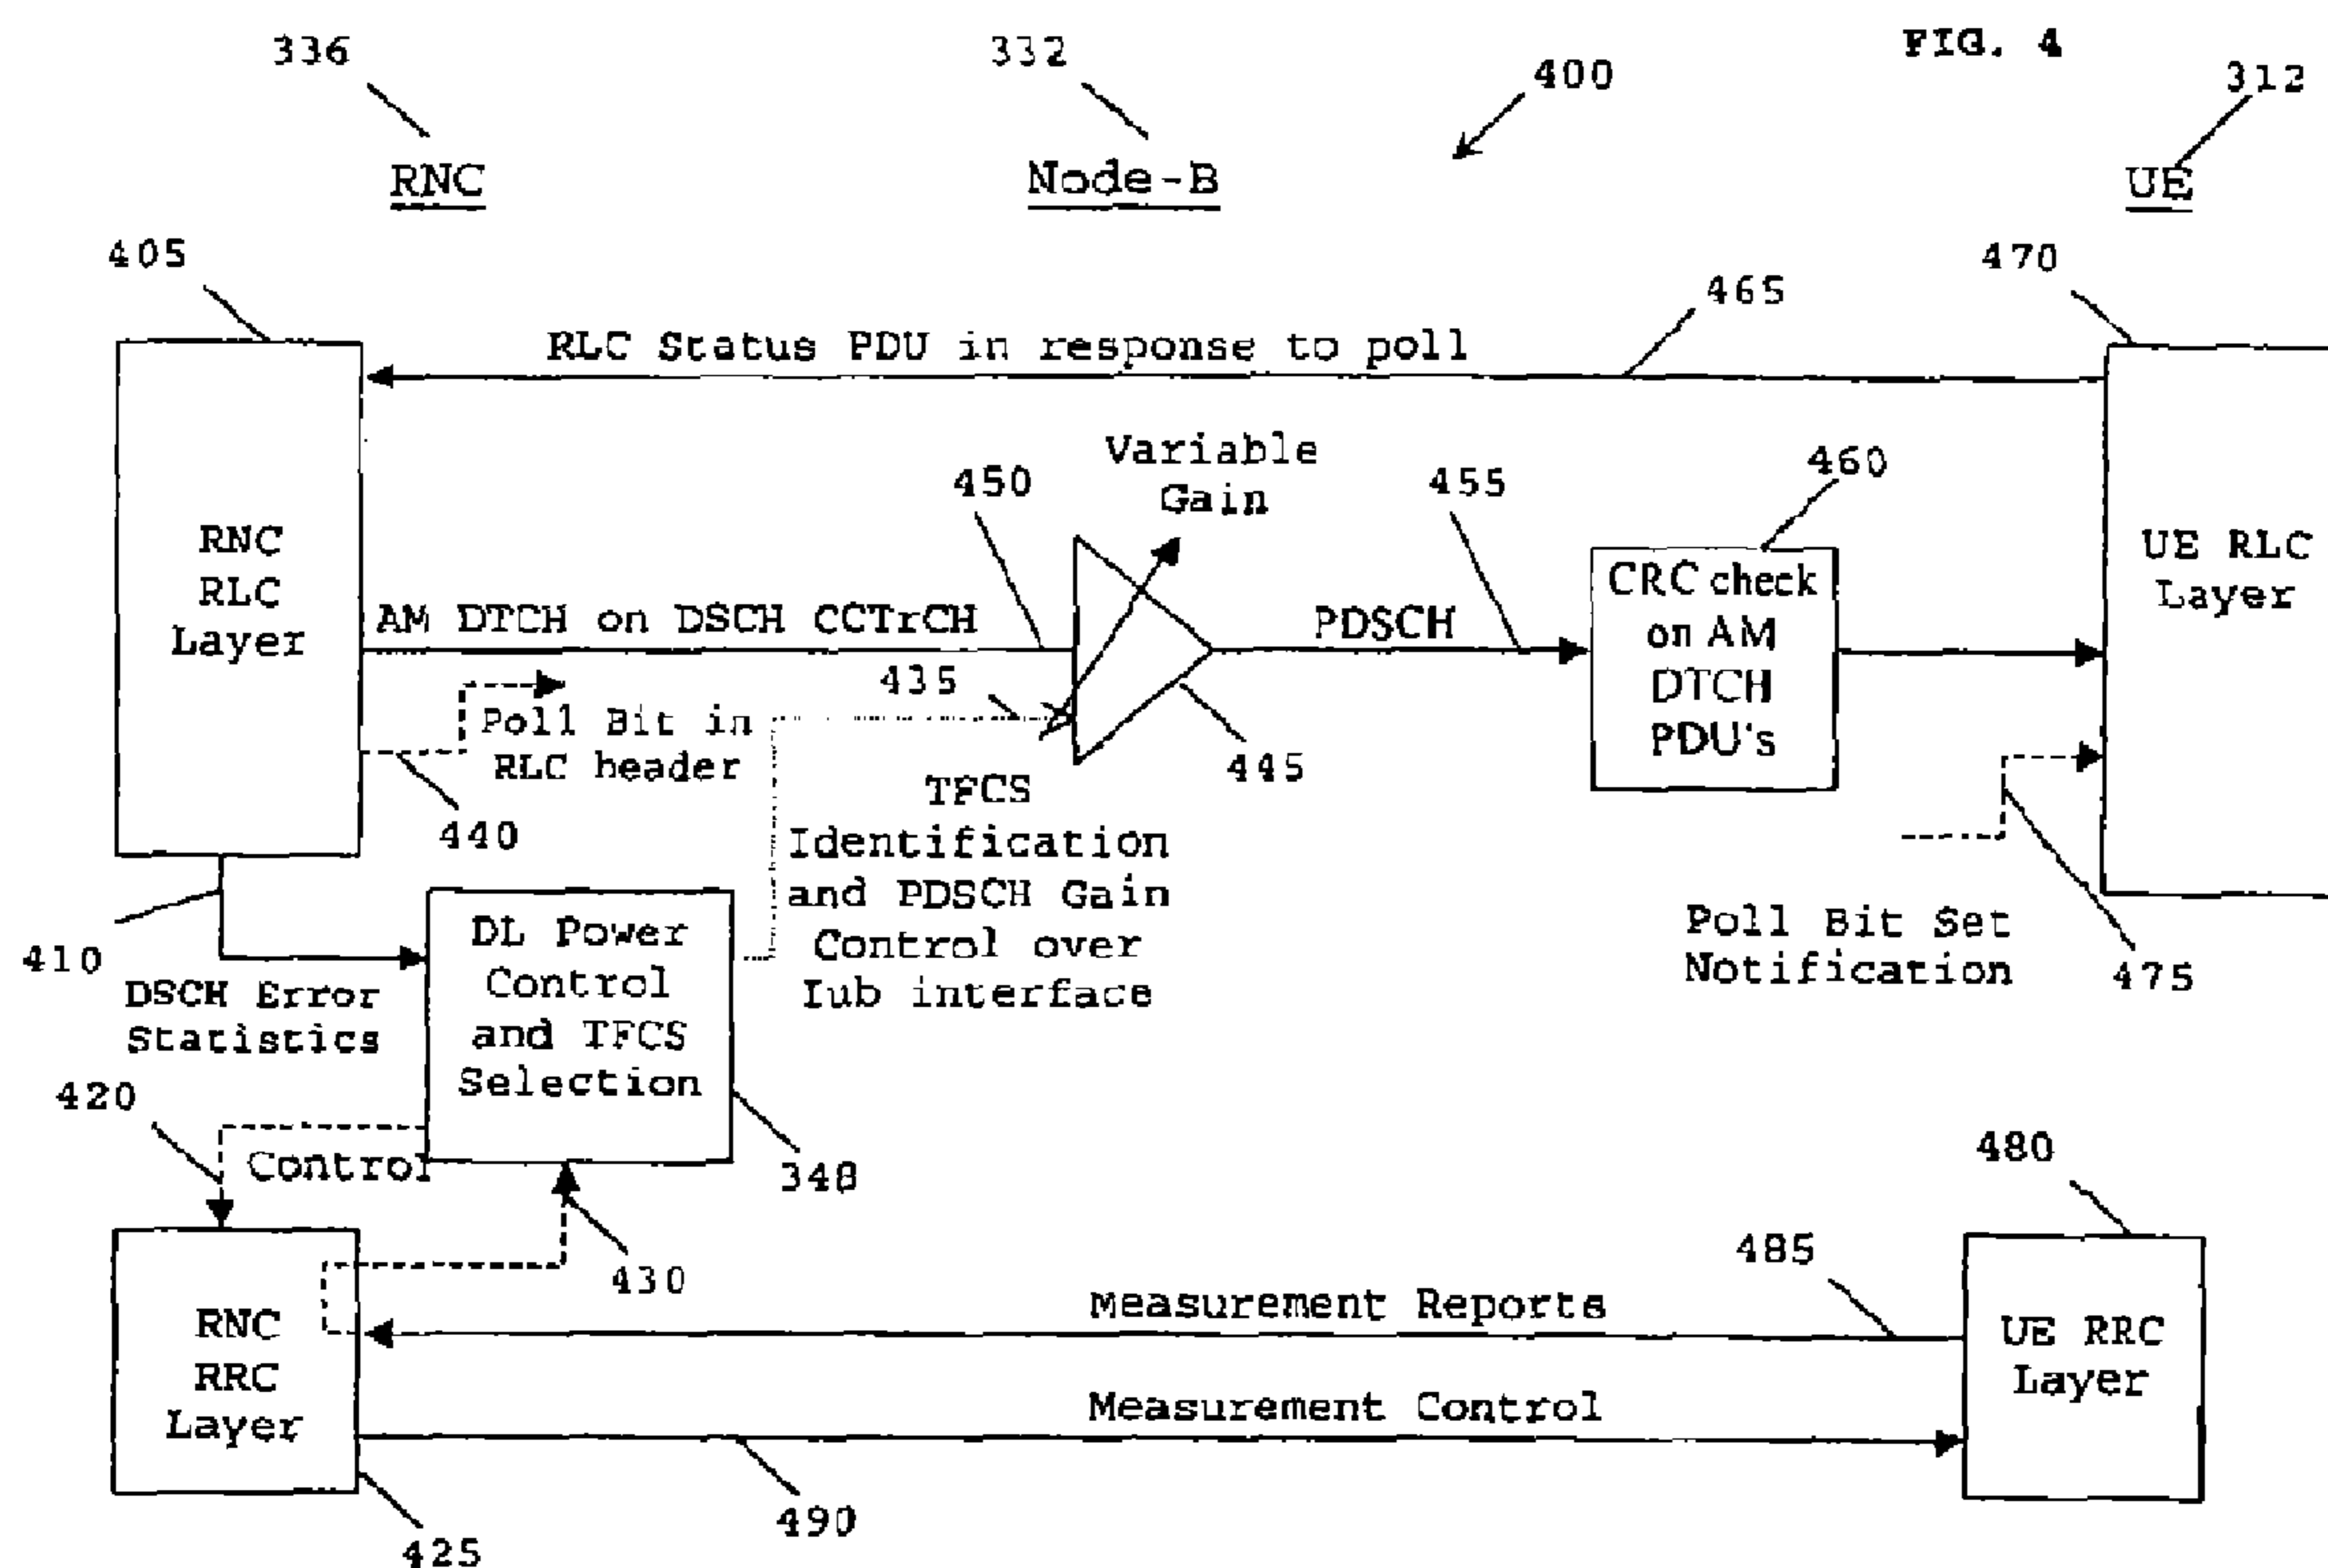 FIG. 4
336
332
400
312
RNC
Node-B
UE
405
470
465
RLC Status PDU in response to poll
Variable
Gain
450
455
460
RNC
RLC
Layer
AM DTCH on DSCH CCTrCH
PDSCH
CRC check
on AM
DTCH
PDU's
UE RLC
Layer
435
Poll Bit in
RLC header
440
445
TFCS
Identification
and PDSCH Gain
Control over
Iub interface
Poll Bit Set
Notification
475
410
DSCH Error
Statistics
DL Power
Control
and TFCS
Selection
420
Control
348
430
480
485
RNC
RRC
Layer
Measurement Reports
UE RRC
Layer
Measurement Control
490
425